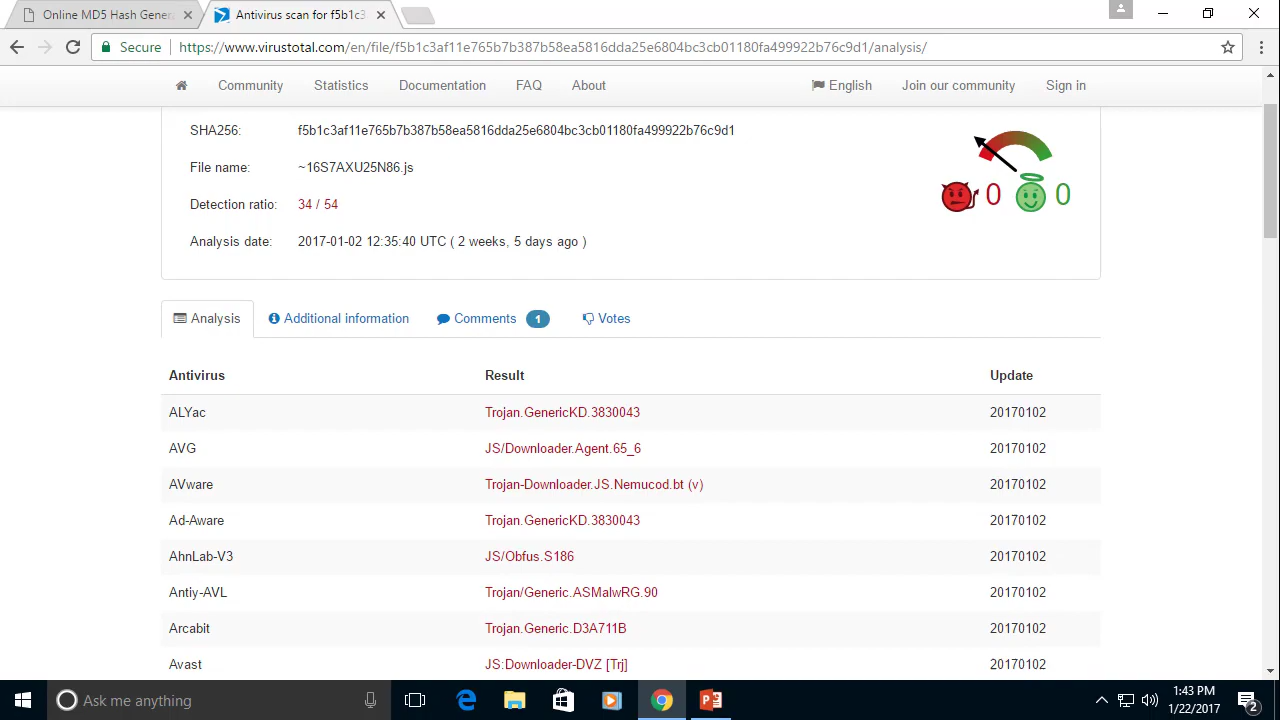 Online MD5 Hash Gener
Antivirus scan for f5b1c3
Secure
https://www.virustotal.com/en/file/f5b1c3af11e765b7b387b58ea5816dda25e6804bc3cb01180fa499922b76c9d1/analysis/
Community Statistics Documentation FAQ About English Join our community Sign in
SHA256: f5b1c3af11e765b7b387b58ea5816dda25e6804bc3cb01180fa499922b76c9d1
File name: ~16S7AXU25N86.js
Detection ratio: 34 / 54
0 0
Analysis date: 2017-01-02 12:35:40 UTC ( 2 weeks, 5 days ago )
Analysis Additional information Comments 1 Votes
Antivirus Result Update
ALYac Trojan.GenericKD.3830043 20170102
AVG JS/Downloader.Agent.65_6 20170102
AVware Trojan-Downloader.JS.Nemucod.bt (v) 20170102
Ad-Aware Trojan.GenericKD.3830043 20170102
AhnLab-V3 JS/Obfus.S186 20170102
Antiy-AVL Trojan/Generic.ASMalwRG.90 20170102
Arcabit Trojan.Generic.D3A711B 20170102
Avast JS:Downloader-DVZ [Trj] 20170102
Ask me anything
1:43 PM
1/22/2017
2